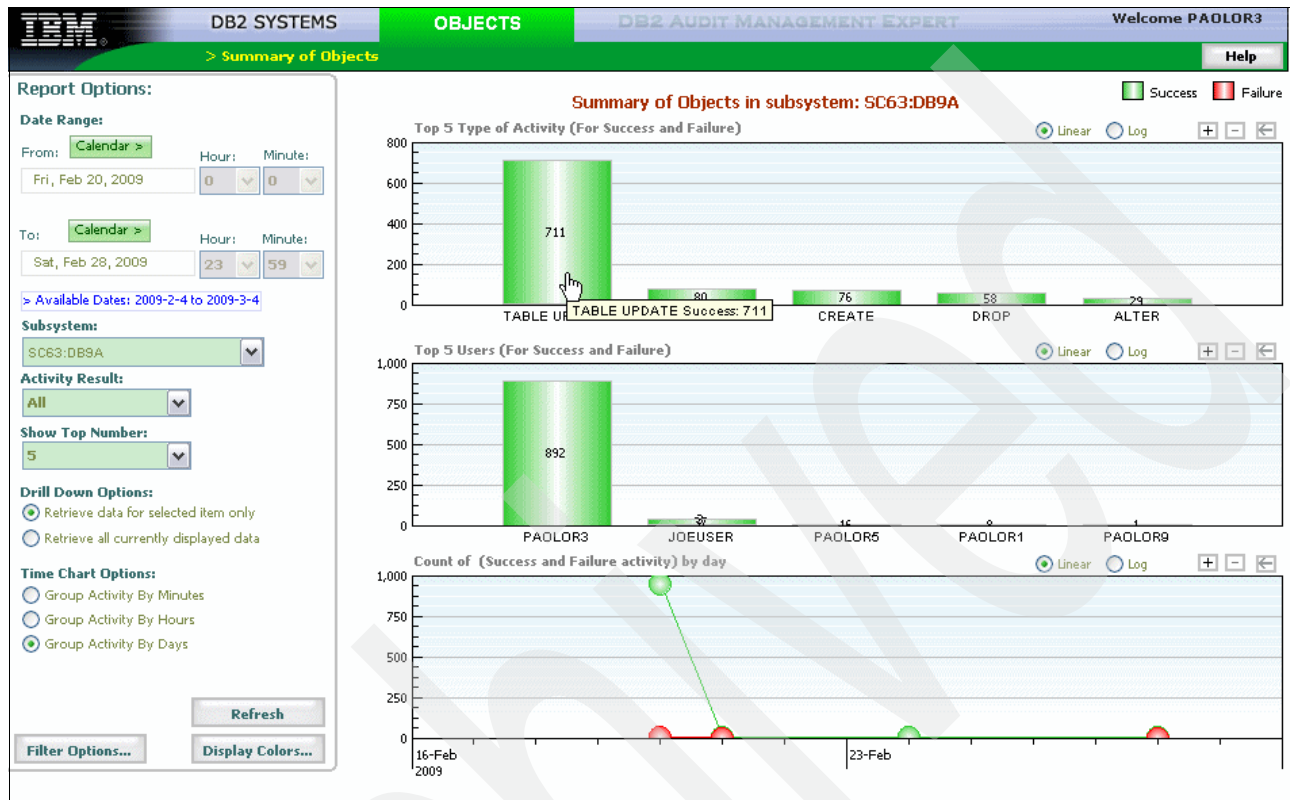 IBM
DB2 SYSTEMS
OBJECTS
DB2 AUDIT MANAGEMENT EXPERT
Welcome PAOLOR3
> Summary of Objects
Help
Report Options:
Date Range:
From: Calendar > Hour: Minute:
Fri, Feb 20, 2009 0 0
To: Calendar > Hour: Minute:
Sat, Feb 28, 2009 23 59
> Available Dates: 2009-2-4 to 2009-3-4
Subsystem:
SC63:DB9A
Activity Result:
All
Show Top Number:
5
Drill Down Options:
Retrieve data for selected item only
Retrieve all currently displayed data
Time Chart Options:
Group Activity By Minutes
Group Activity By Hours
Group Activity By Days
Refresh
Filter Options...
Display Colors...
Success Failure
Summary of Objects in subsystem: SC63:DB9A
Top 5 Type of Activity (For Success and Failure)
Linear Log + -
800
600
400
200
0
711 80 76 58 29
TABLE UPDATE Success: 711
TABLE UP CREATE DROP ALTER
Top 5 Users (For Success and Failure)
Linear Log + -
1,000
750
500
250
0
892 16
PAOLOR3 JOEUSER PAOLOR5 PAOLOR1 PAOLOR9
Count of (Success and Failure activity) by day
Linear Log + -
1,000
750
500
250
0
16-Feb 23-Feb
2009